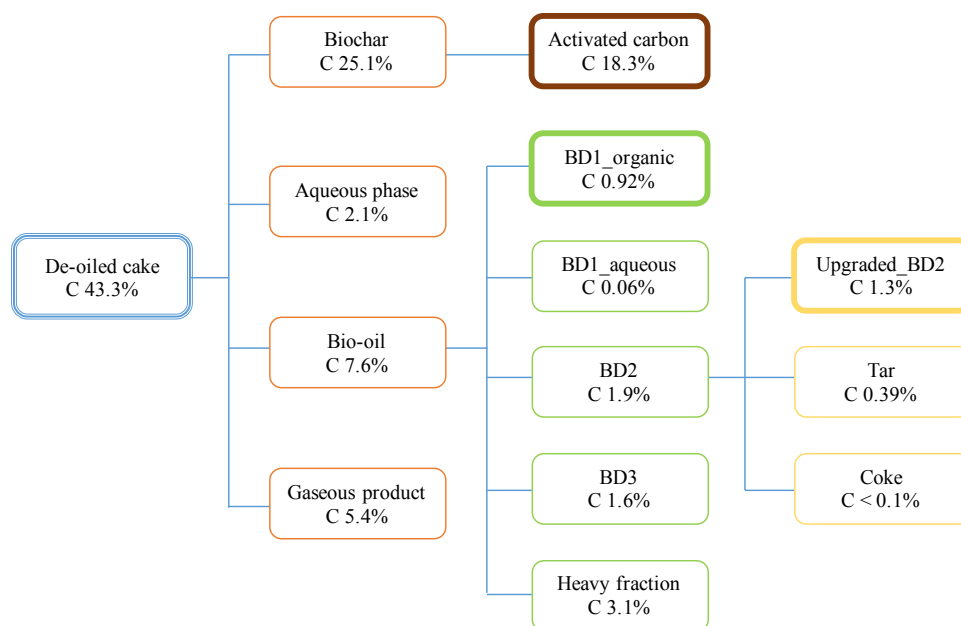 De-oiled cake
C 43.3%
Biochar
C 25.1%
Aqueous phase
C 2.1%
Bio-oil
C 7.6%
Gaseous product
C 5.4%
Activated carbon
C 18.3%
BD1_organic
C 0.92%
BD1_aqueous
C 0.06%
BD2
C 1.9%
BD3
C 1.6%
Heavy fraction
C 3.1%
Upgraded_BD2
C 1.3%
Tar
C 0.39%
Coke
C < 0.1%